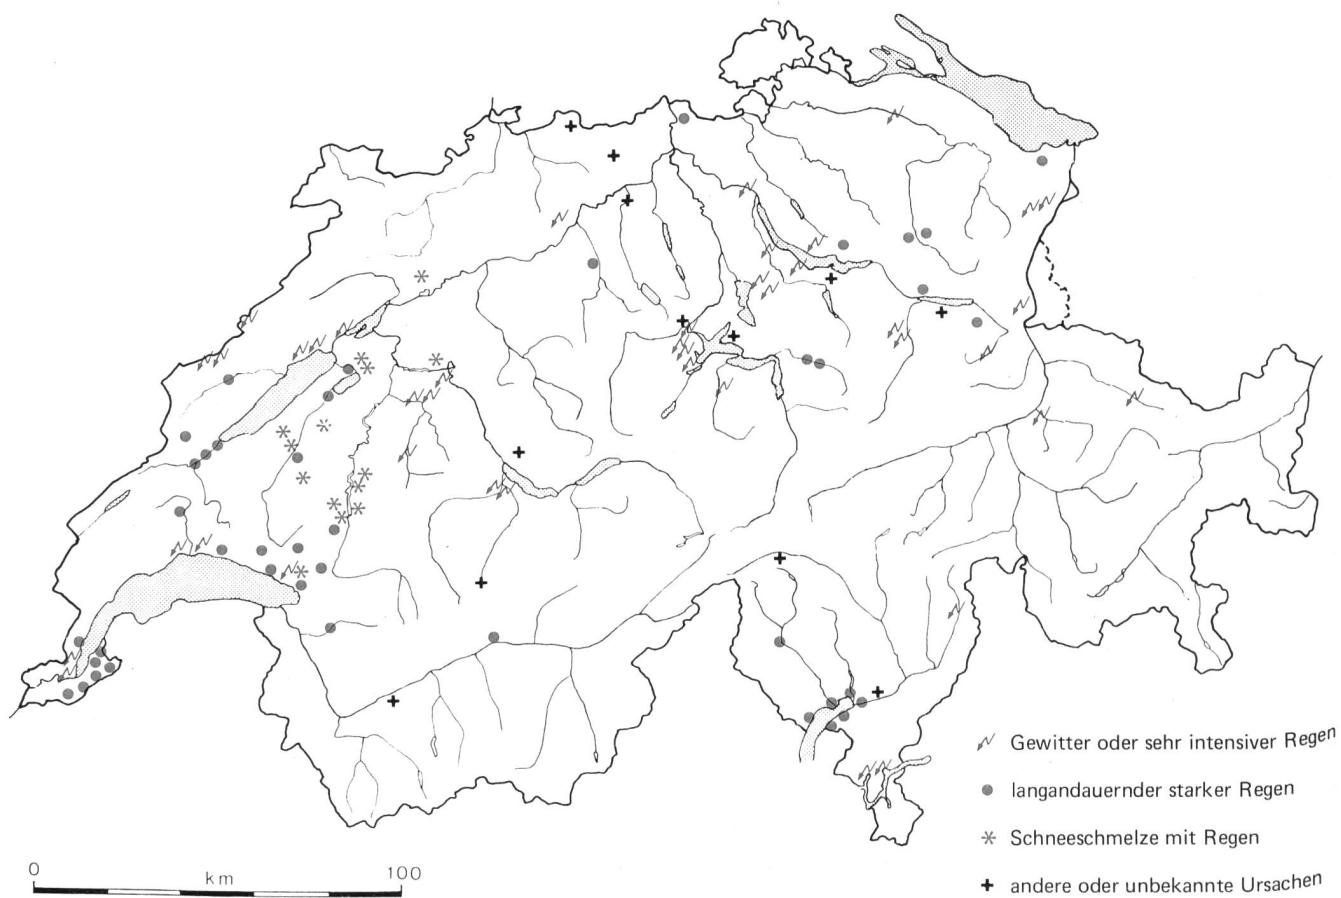 Gewitter oder sehr intensiver Regen
langandauernder starker Regen
Schneeschmelze mit Regen
andere oder unbekannte Ursachen
0 km 100